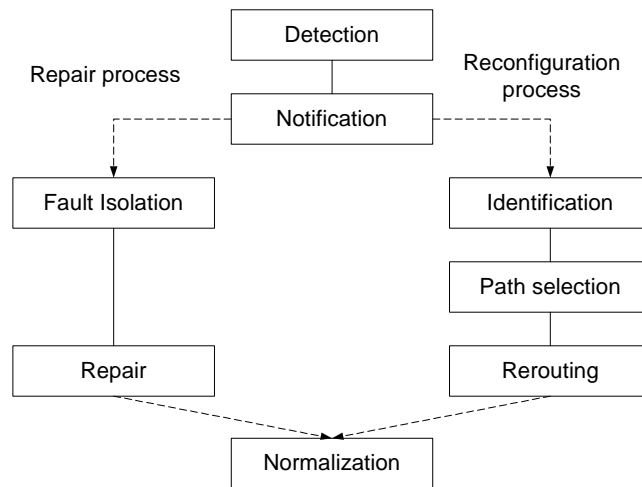 Detection
Repair process
Reconfiguration
process
Notification
Fault Isolation
Identification
Path selection
Repair
Rerouting
Normalization